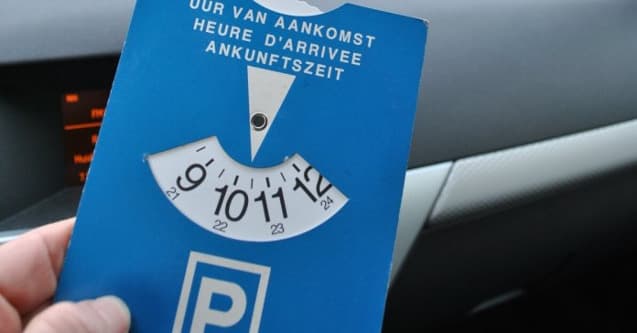 UUR VAN AANKOMST
HEURE D'ARRIVEE
ANKUNFTSZEIT
9 10 11 12
21 22 23 24
P